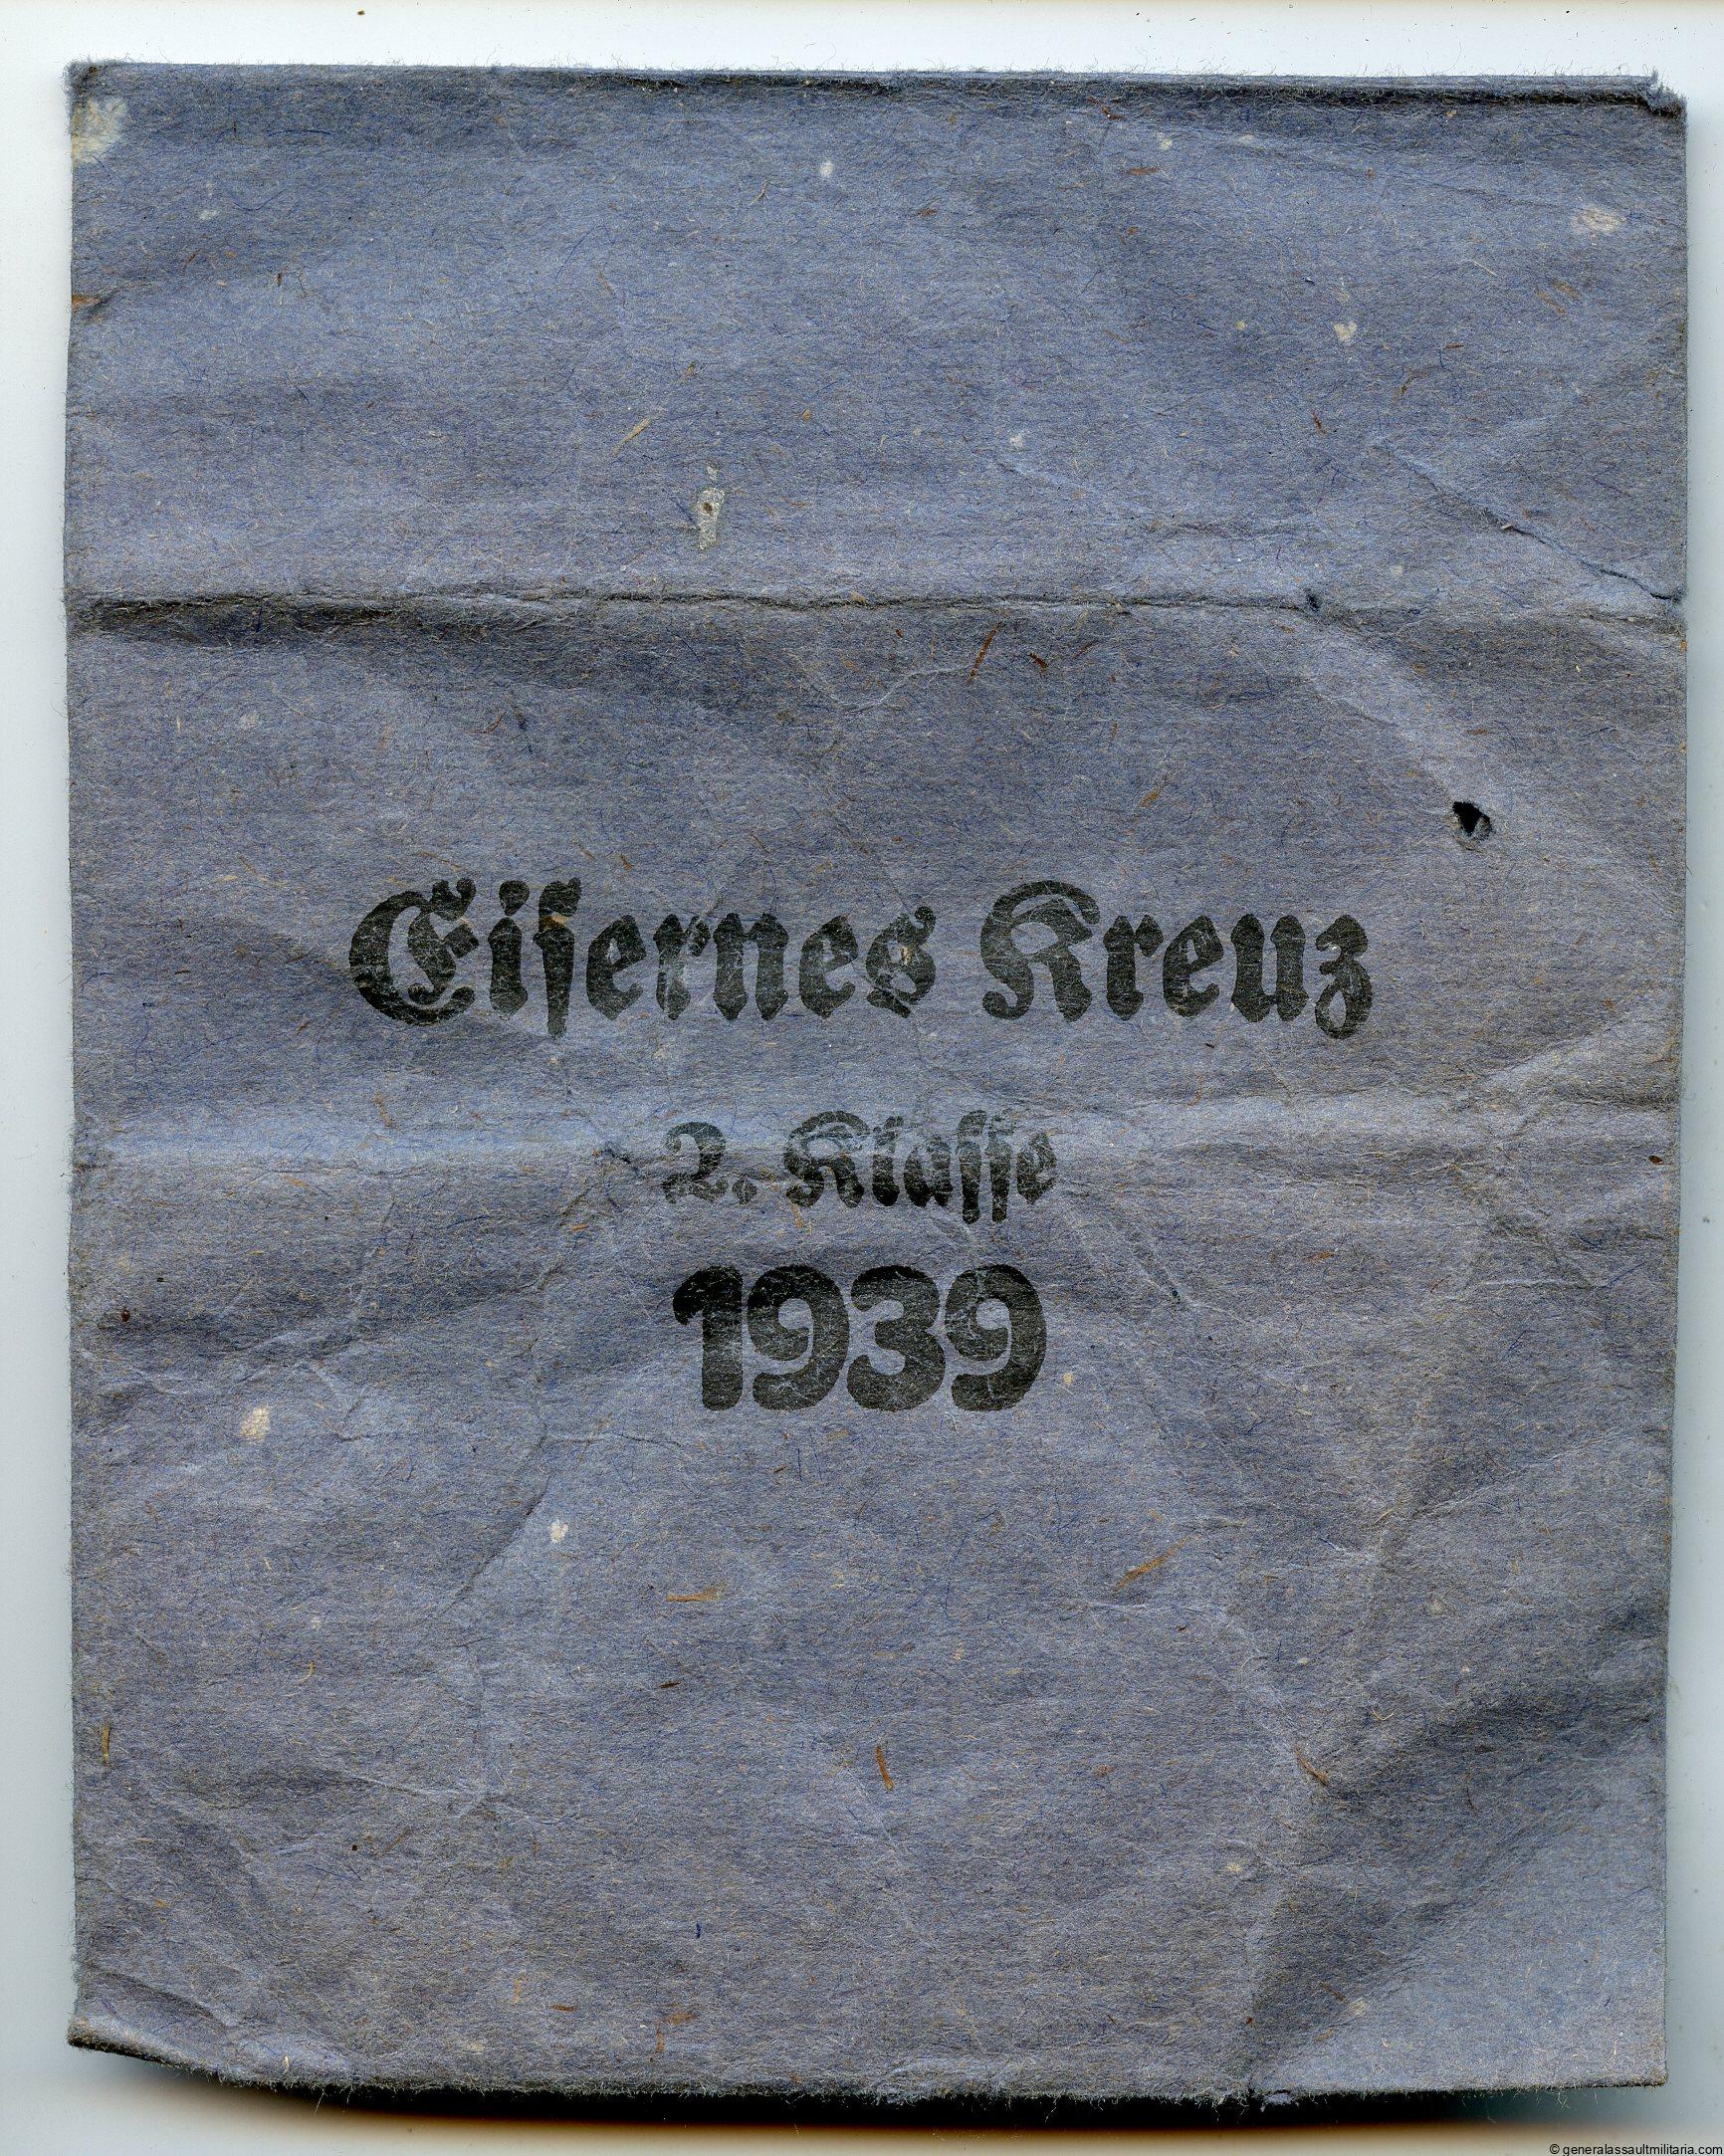 Eiſernes Kreuz
2. Klaſſe
1939
© generalassaultmilitaria.com